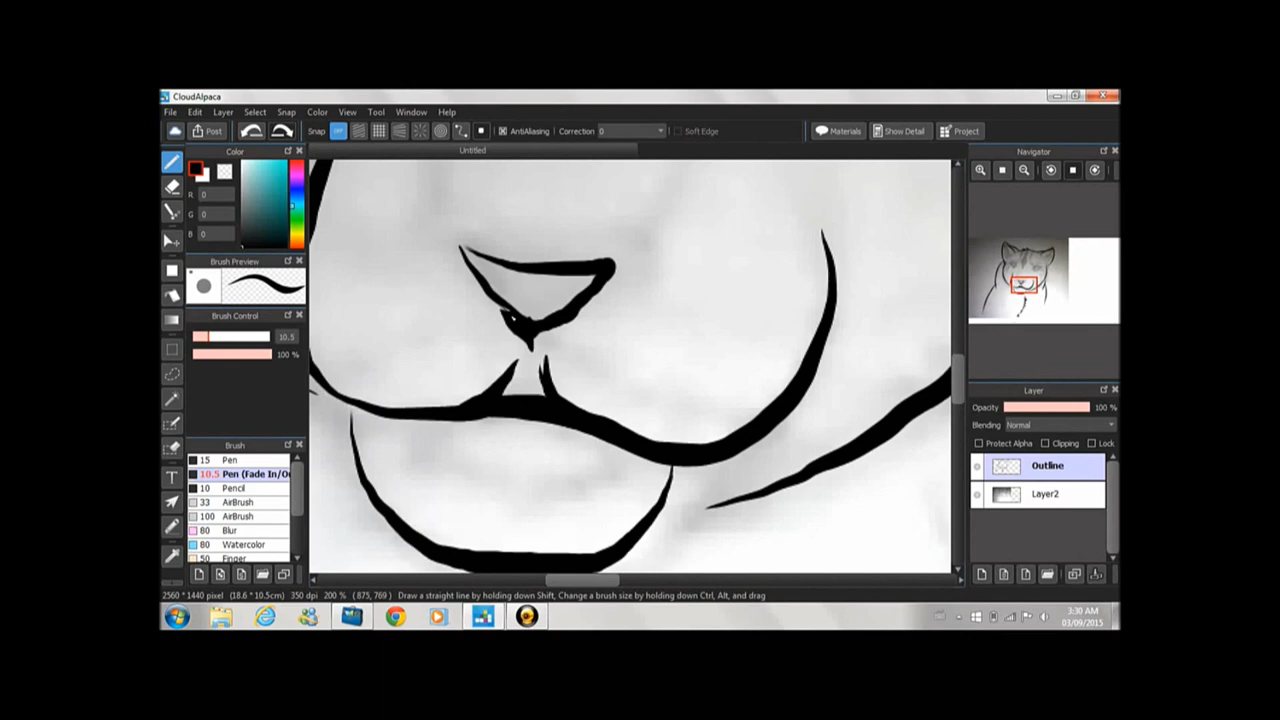 CloudAlpaca
File Edit Layer Select Snap Color View Tool Window Help
Post Snap OFF AntiAliasing Correction 0 Soft Edge Materials Show Detail Project
Color Untitled Navigator
R 0
G 0
B 0
Brush Preview
Brush Control
10.5
100 %
Layer
Opacity 100 %
Blending Normal
Protect Alpha Clipping Lock
Outline
Layer2
Brush
15 Pen
10.5 Pen (Fade In/Ou
10 Pencil
33 AirBrush
100 AirBrush
80 Blur
80 Watercolor
50 Finger
2560 * 1440 pixel (18.6 * 10.5cm) 350 dpi 200 % ( 875, 769 ) Draw a straight line by holding down Shift, Change a brush size by holding down Ctrl, Alt, and drag
3:30 AM
03/09/2015